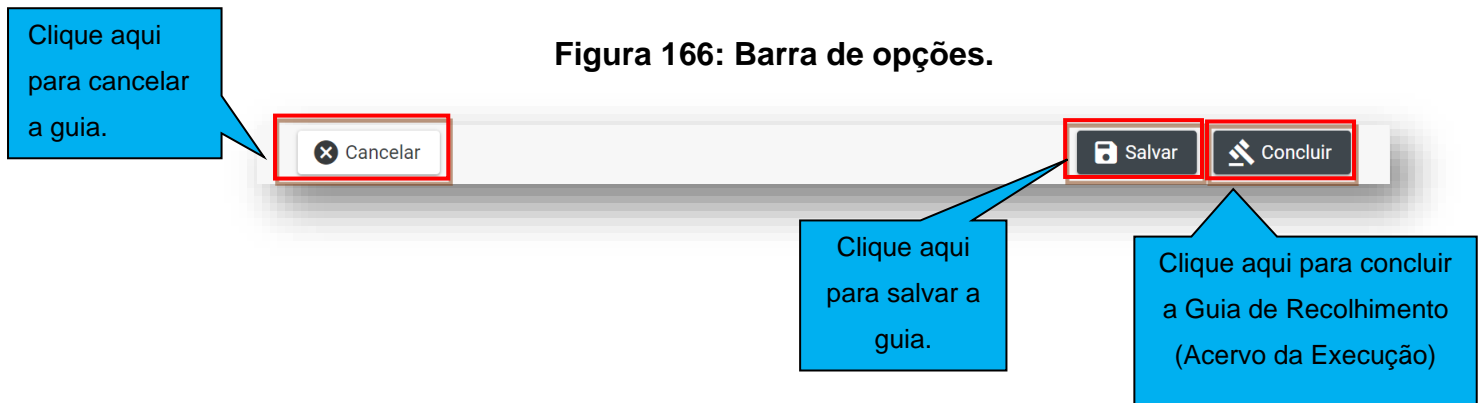 Clique aqui
para cancelar
a guia.
Figura 166: Barra de opções.
Cancelar
Salvar
Concluir
Clique aqui
para salvar a
guia.
Clique aqui para concluir
a Guia de Recolhimento
(Acervo da Execução)